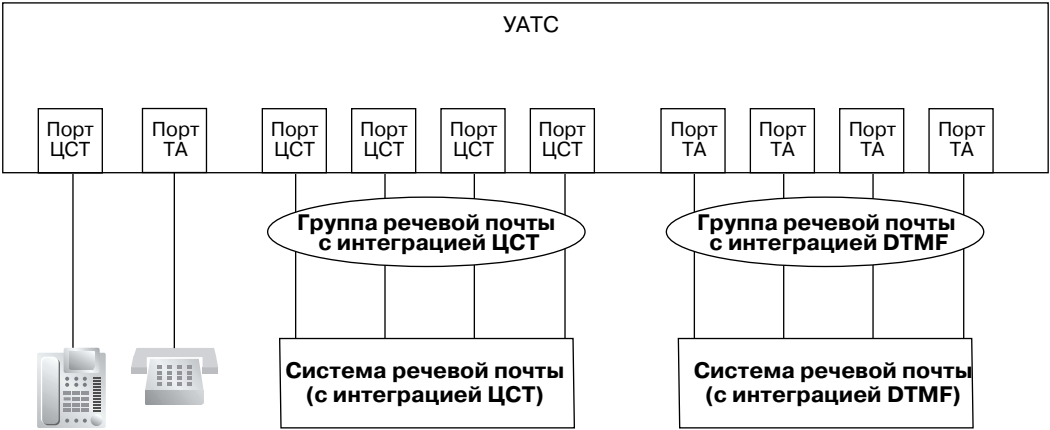 УАТС
Порт ЦСТ
Порт ТА
Порт ЦСТ
Порт ЦСТ
Порт ЦСТ
Порт ЦСТ
Порт ТА
Порт ТА
Порт ТА
Порт ТА
Группа речевой почты
с интеграцией ЦСТ
Группа речевой почты
с интеграцией DTMF
Система речевой почты
(с интеграцией ЦСТ)
Система речевой почты
(с интеграцией DTMF)